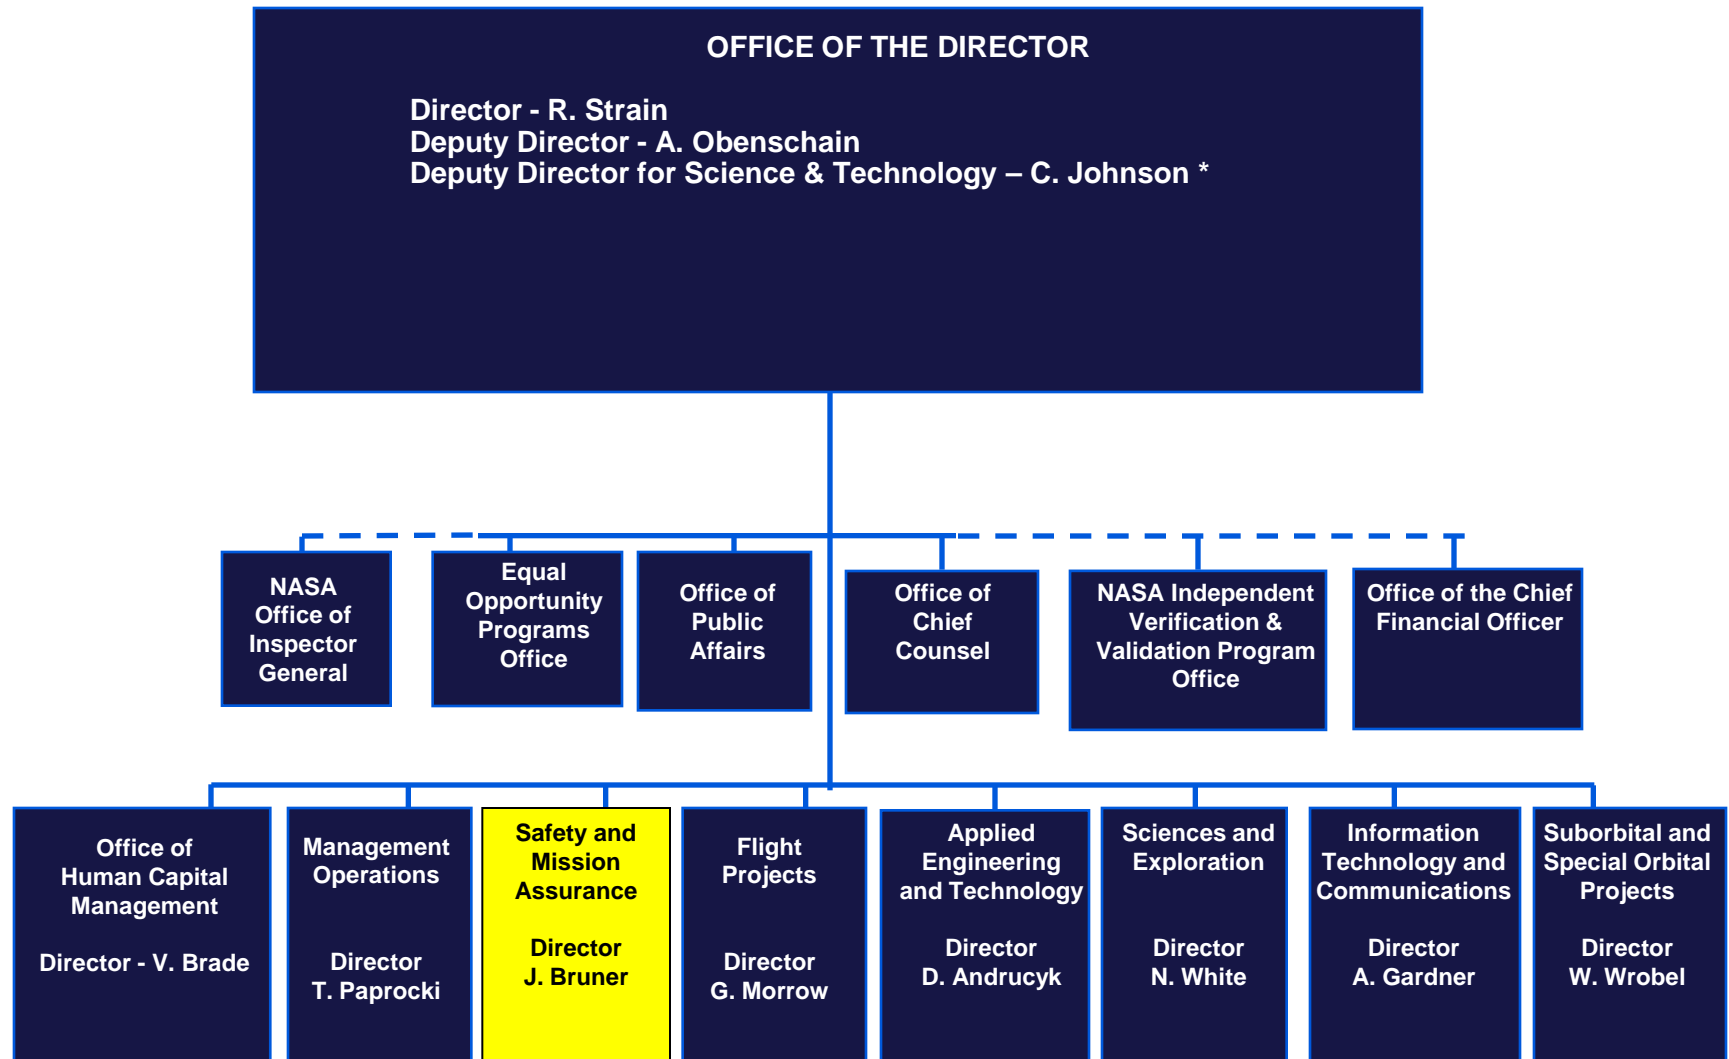 OFFICE OF THE DIRECTOR
Director - R. Strain
Deputy Director - A. Obenschain
Deputy Director for Science & Technology – C. Johnson *
NASA
Office of
Inspector
General
Equal
Opportunity
Programs
Office
Office of
Public
Affairs
Office of
Chief
Counsel
NASA Independent
Verification &
Validation Program
Office
Office of the Chief
Financial Officer
Office of
Human Capital
Management
Director - V. Brade
Management
Operations
Director
T. Paprocki
Safety and
Mission
Assurance
Director
J. Bruner
Flight
Projects
Director
G. Morrow
Applied
Engineering
and Technology
Director
D. Andrucyk
Sciences and
Exploration
Director
N. White
Information
Technology and
Communications
Director
A. Gardner
Suborbital and
Special Orbital
Projects
Director
W. Wrobel